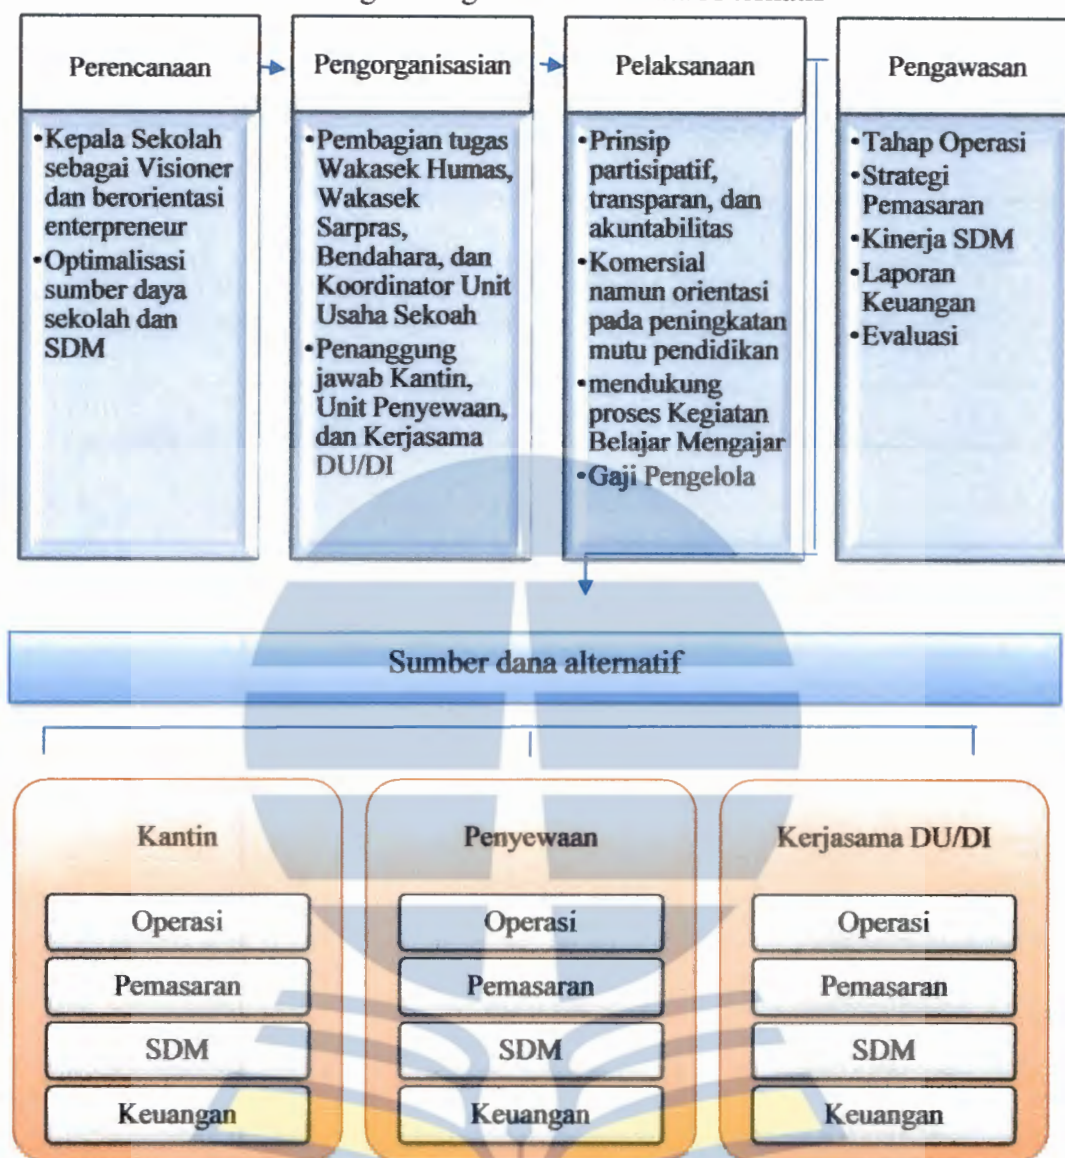 Perencanaan
•Kepala Sekolah
sebagai Visioner
dan berorientasi
enterpreneur
•Optimalisasi
sumber daya
sekolah dan
SDM
Pengorganisasian
•Pembagian tugas
Wakasek Humas,
Wakasek
Sarpras,
Bendahara, dan
Koordinator Unit
Usaha Sekoah
•Penanggung
jawab Kantin,
Unit Penyewaan,
dan Kerjasama
DU/DI
Pelaksanaan
•Prinsip
partisipatif,
transparan, dan
akuntabilitas
•Komersial
namun orientasi
pada peningkatan
mutu pendidikan
•mendukung
proses Kegiatan
Belajar Mengajar
•Gaji Pengelola
Pengawasan
•Tahap Operasi
•Strategi
Pemasaran
•Kinerja SDM
•Laporan
Keuangan
•Evaluasi
Sumber dana alternatif
Kantin
Operasi
Pemasaran
SDM
Keuangan
Penyewaan
Operasi
Pemasaran
SDM
Keuangan
Kerjasama DU/DI
Operasi
Pemasaran
SDM
Keuangan